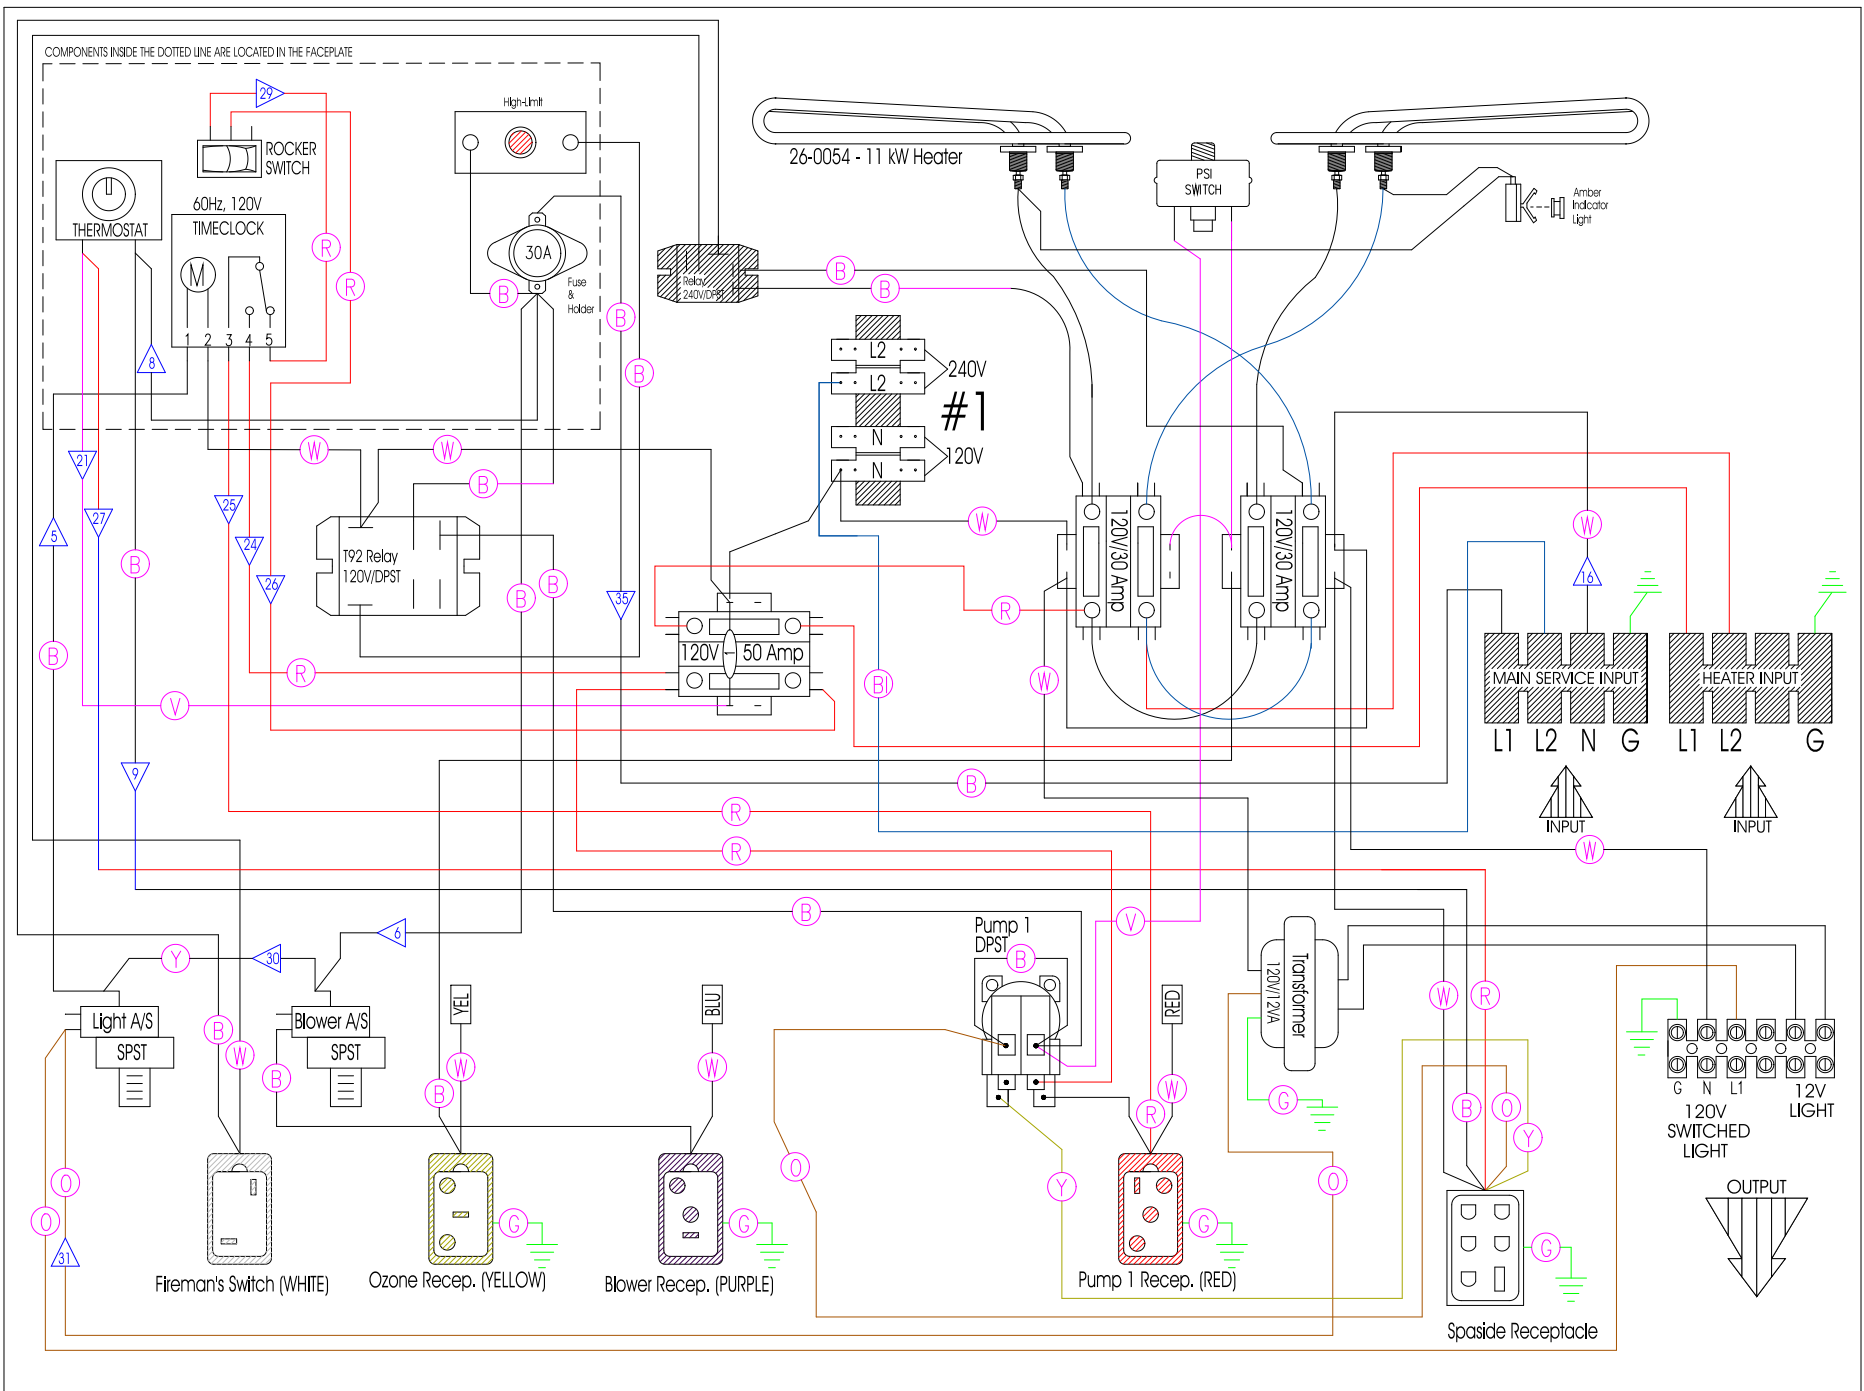 COMPONENTS INSIDE THE DOTTED LINE ARE LOCATED IN THE FACEPLATE
29
High-Limit
ROCKER
SWITCH
26-0054 - 11 kW Heater
PSI
SWITCH
Amber
Indicator
Light
60Hz, 120V
TIMECLOCK
THERMOSTAT
R
R
M
30A
Fuse
&
Holder
B
B
Relay
240V/DPST
B
B
1 2 3 4 5
8
B
L2
L2
240V
#1
N
N
120V
21
W
W
B
5
27
25
24
26
B
T92 Relay
120V/DPST
B
B
35
W
120V/30 Amp
120V/30 Amp
W
16
R
B
R
120V
1
50 Amp
V
Bl
W
MAIN SERVICE INPUT
L1 L2 N G
HEATER INPUT
L1 L2 G
INPUT
INPUT
9
B
R
R
W
B
V
6
Y
30
Pump 1
DPST
B
Transformer
120V/12VA
W
R
Light A/S
SPST
Blower A/S
SPST
YEL
BLU
RED
B
W
B
B
W
W
W
R
G
B
O
Y
G N L1
120V
SWITCHED
LIGHT
12V
LIGHT
O
O
31
O
Y
O
G
G
G
G
OUTPUT
Fireman's Switch (WHITE)
Ozone Recep. (YELLOW)
Blower Recep. (PURPLE)
Pump 1 Recep. (RED)
Spaside Receptacle